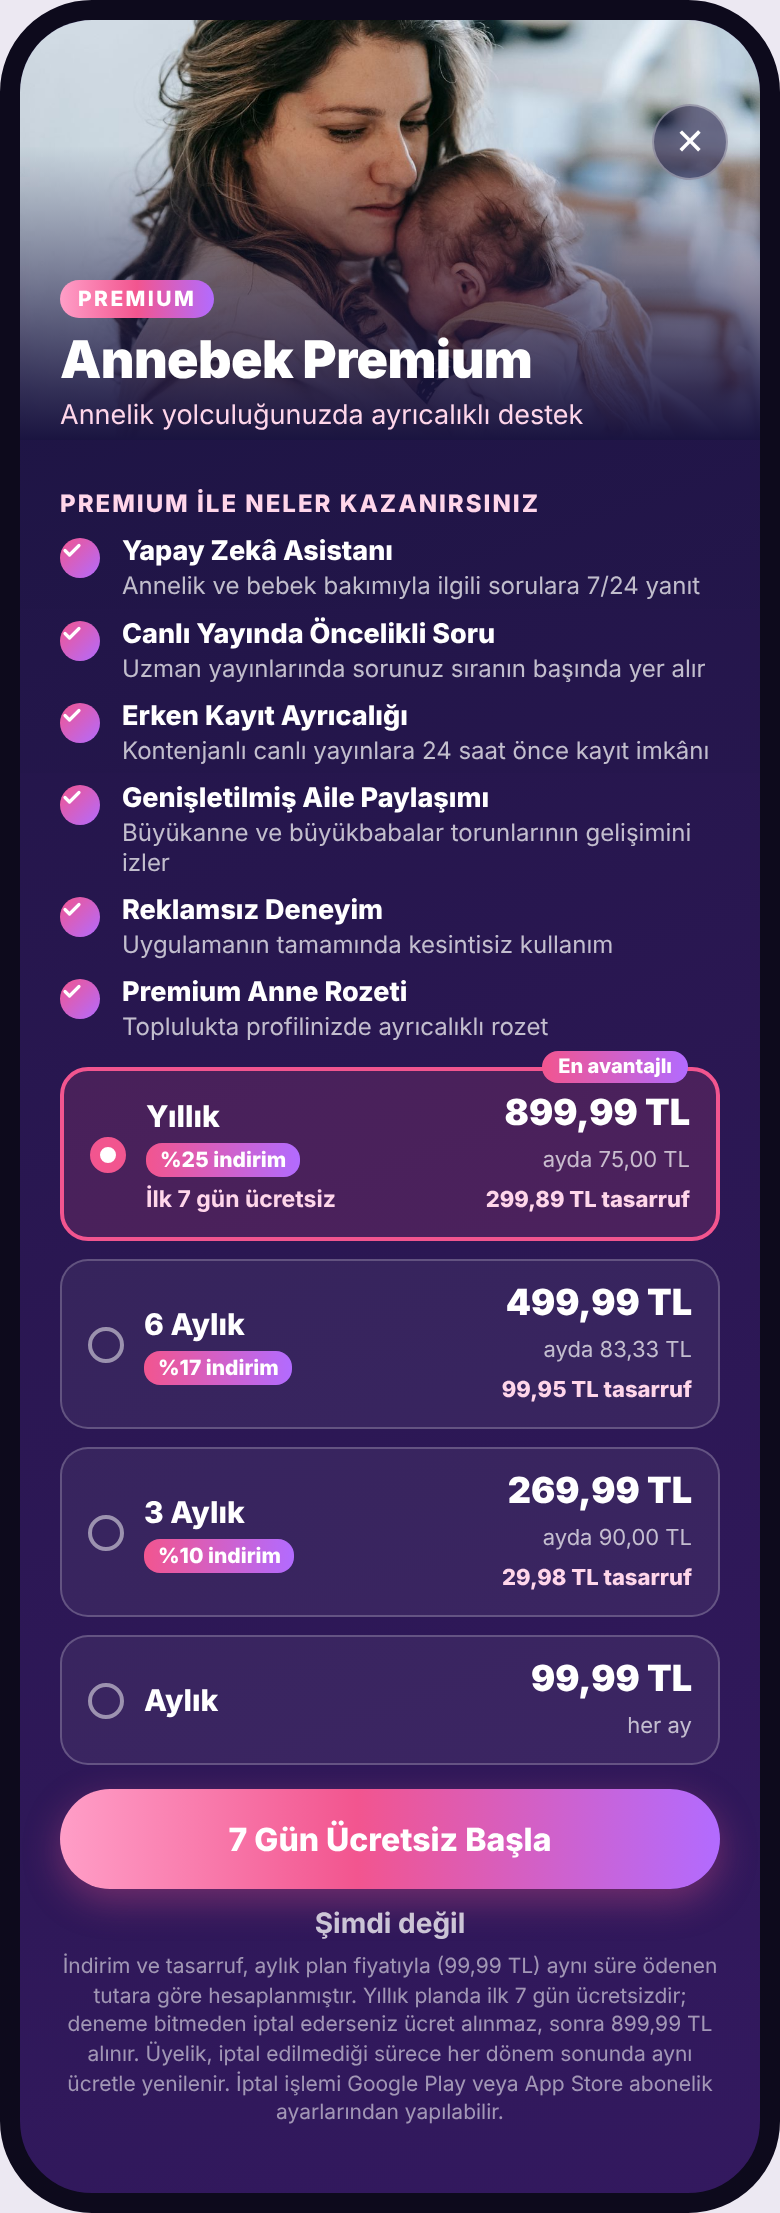 PREMIUM
Annebek Premium
Annelik yolculuğunuzda ayrıcalıklı destek
PREMIUM İLE NELER KAZANIRSINIZ
Yapay Zekâ Asistanı
Annelik ve bebek bakımıyla ilgili sorulara 7/24 yanıt
Canlı Yayında Öncelikli Soru
Uzman yayınlarında sorunuz sıranın başında yer alır
Erken Kayıt Ayrıcalığı
Kontenjanlı canlı yayınlara 24 saat önce kayıt imkânı
Genişletilmiş Aile Paylaşımı
Büyükanne ve büyükbabalar torunlarının gelişimini
izler
Reklamsız Deneyim
Uygulamanın tamamında kesintisiz kullanım
Premium Anne Rozeti
Toplulukta profilinizde ayrıcalıklı rozet
En avantajlı
Yıllık
899,99 TL
%25 indirim
ayda 75,00 TL
İlk 7 gün ücretsiz
299,89 TL tasarruf
6 Aylık
499,99 TL
%17 indirim
ayda 83,33 TL
99,95 TL tasarruf
3 Aylık
269,99 TL
%10 indirim
ayda 90,00 TL
29,98 TL tasarruf
Aylık
99,99 TL
her ay
7 Gün Ücretsiz Başla
Şimdi değil
İndirim ve tasarruf, aylık plan fiyatıyla (99,99 TL) aynı süre ödenen
tutara göre hesaplanmıştır. Yıllık planda ilk 7 gün ücretsizdir;
deneme bitmeden iptal ederseniz ücret alınmaz, sonra 899,99 TL
alınır. Üyelik, iptal edilmediği sürece her dönem sonunda aynı
ücretle yenilenir. İptal işlemi Google Play veya App Store abonelik
ayarlarından yapılabilir.